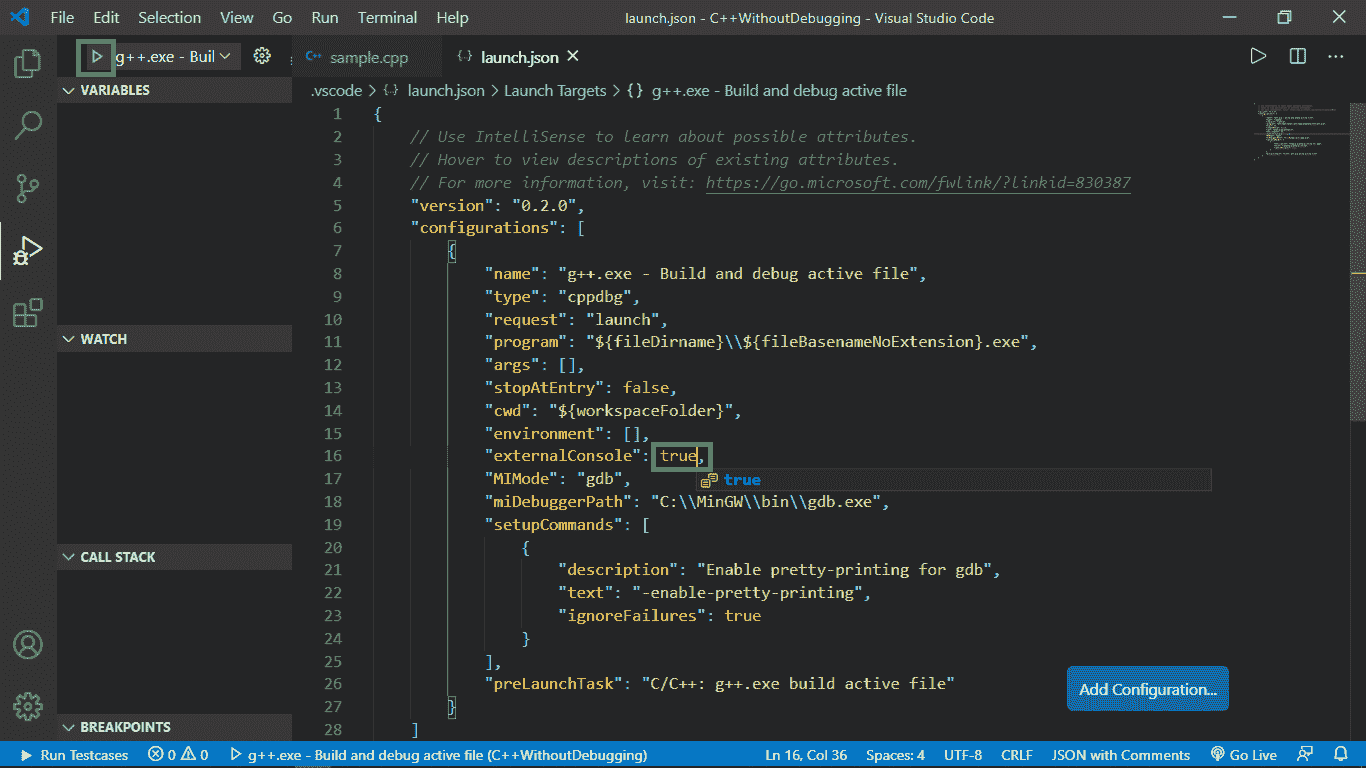 File Edit Selection View Go Run Terminal Help launch.json - C++WithoutDebugging - Visual Studio Code
g++.exe - Buil
sample.cpp
launch.json
VARIABLES
.vscode > {} launch.json > Launch Targets > {} g++.exe - Build and debug active file
1 {
2 // Use IntelliSense to learn about possible attributes.
3 // Hover to view descriptions of existing attributes.
4 // For more information, visit: https://go.microsoft.com/fwlink/?linkid=830387
5 "version": "0.2.0",
6 "configurations": [
7 {
8 "name": "g++.exe - Build and debug active file",
9 "type": "cppdbg",
10 "request": "launch",
11 "program": "${fileDirname}\\${fileBasenameNoExtension}.exe",
12 "args": [],
13 "stopAtEntry": false,
14 "cwd": "${workspaceFolder}",
15 "environment": [],
16 "externalConsole": true,
17 "MIMode": "gdb",
true
18 "miDebuggerPath": "C:\\MinGW\\bin\\gdb.exe",
19 "setupCommands": [
20 {
21 "description": "Enable pretty-printing for gdb",
22 "text": "-enable-pretty-printing",
23 "ignoreFailures": true
24 }
25 ],
26 "preLaunchTask": "C/C++: g++.exe build active file"
27 }
28 ]
WATCH
CALL STACK
BREAKPOINTS
Add Configuration...
Run Testcases 0 0 g++.exe - Build and debug active file (C++WithoutDebugging) Ln 16, Col 36 Spaces: 4 UTF-8 CRLF JSON with Comments Go Live